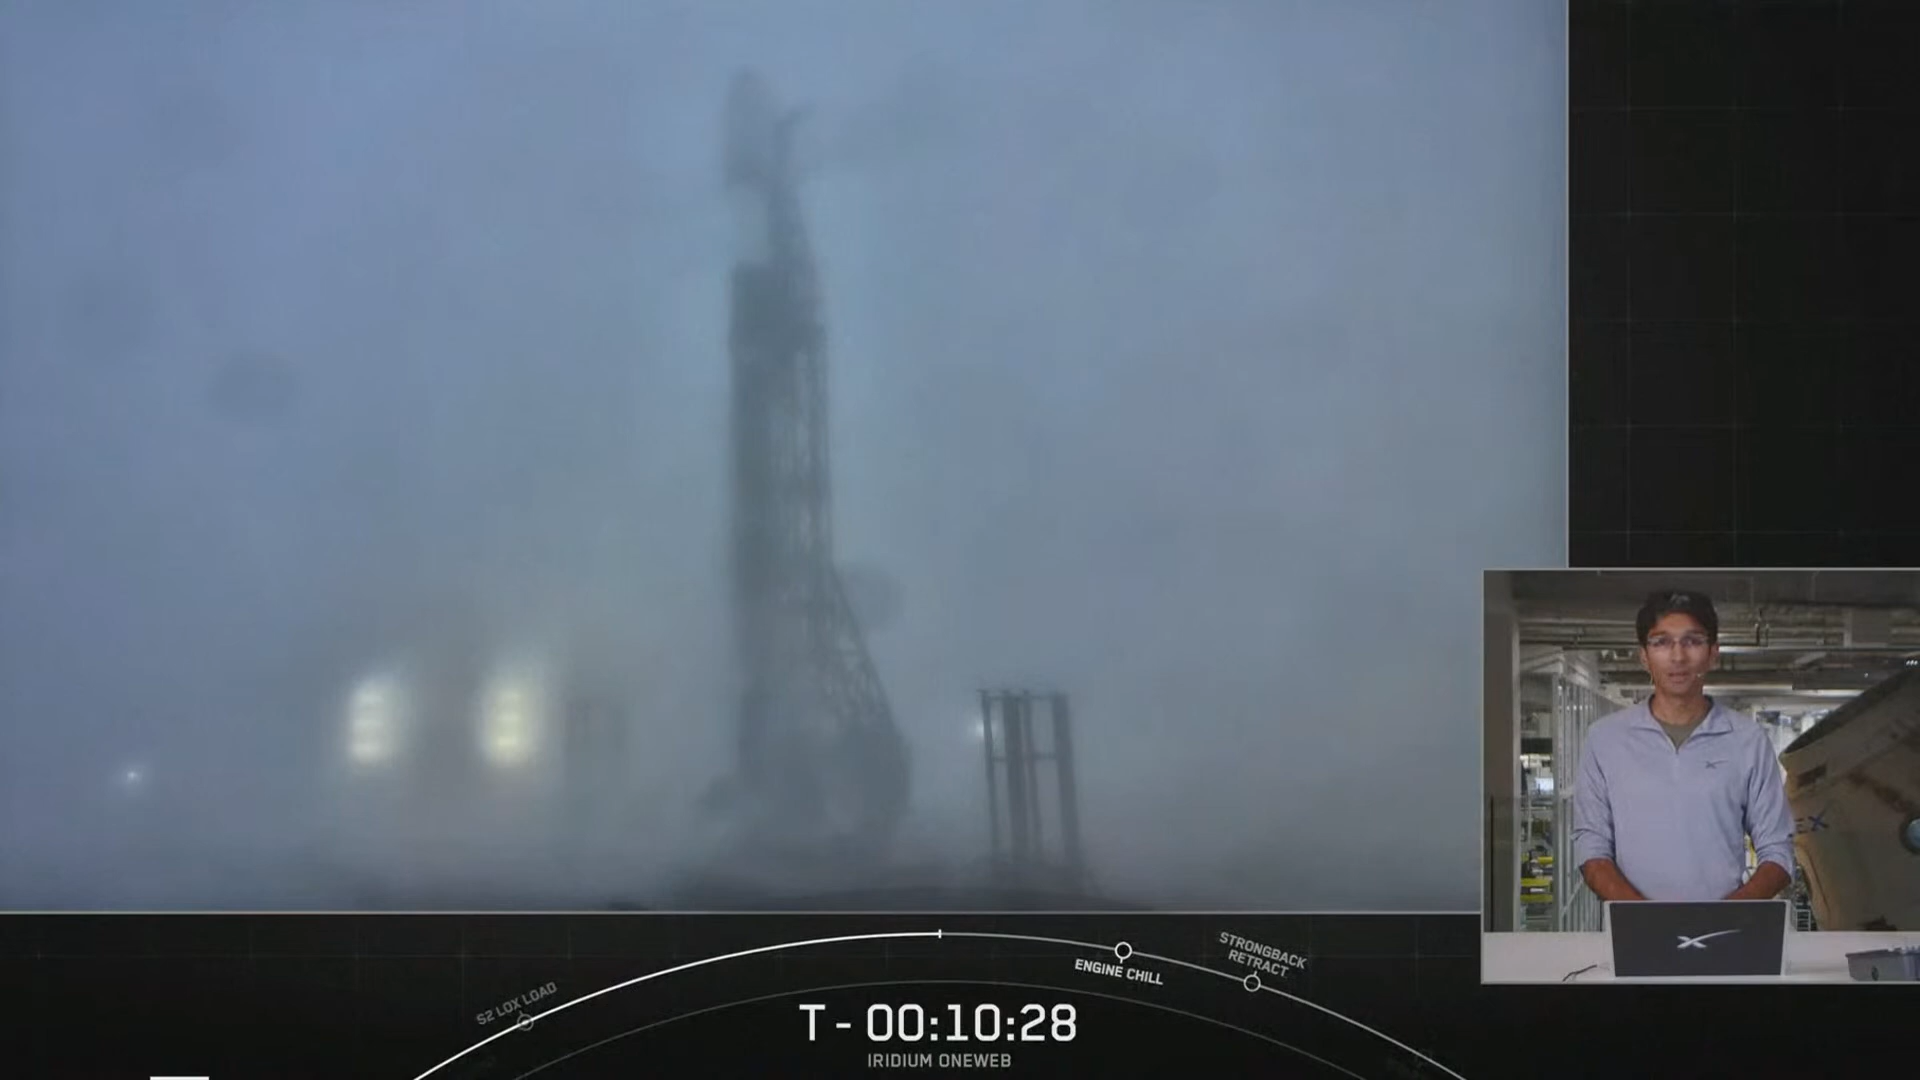 S2 LOX LOAD
ENGINE CHILL
STRONGBACK
RETRACT
T - 00:10:28
IRIDIUM ONEWEB